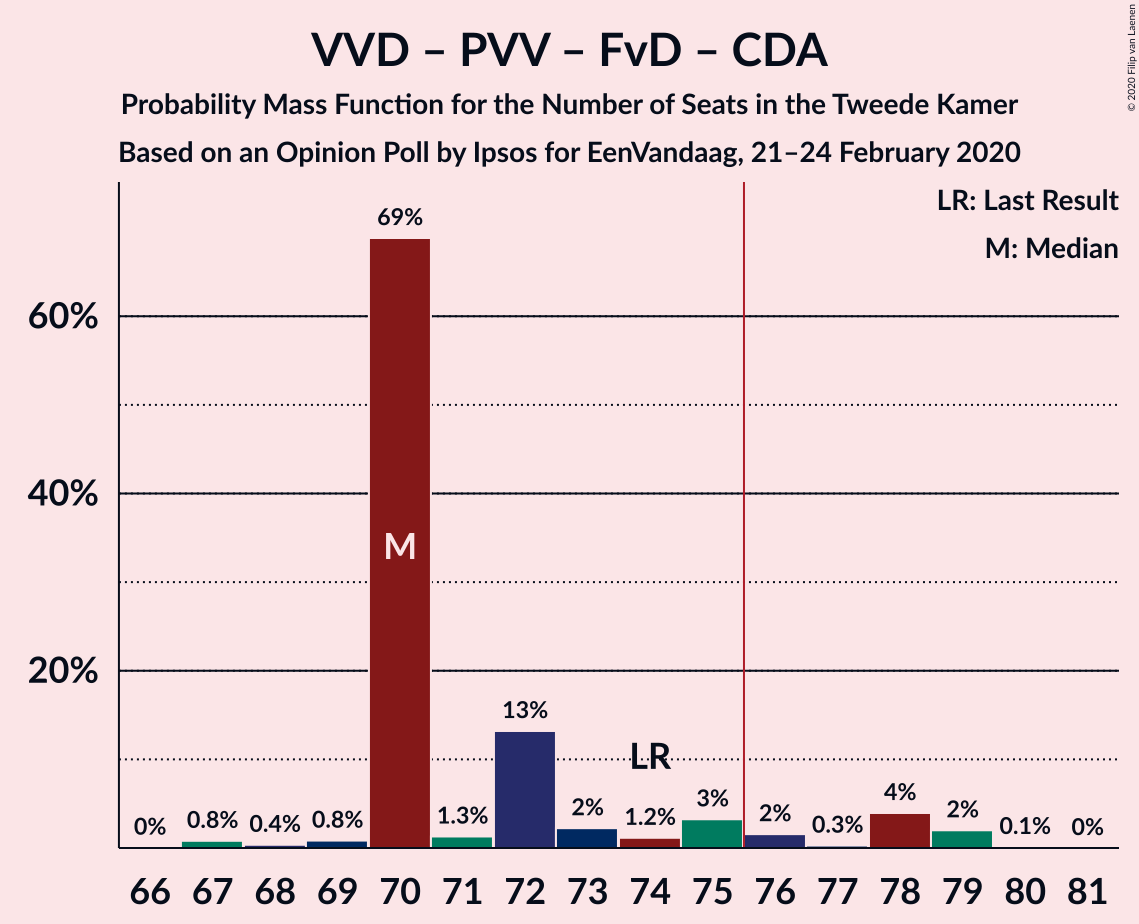 VVD – PVV – FvD – CDA
Probability Mass Function for the Number of Seats in the Tweede Kamer
Based on an Opinion Poll by Ipsos for EenVandaag, 21–24 February 2020
© 2020 Filip van Laenen
LR: Last Result
M: Median
60%
40%
20%
0% 0.8% 0.4% 0.8% 69% 1.3% 13% 2% 1.2% 3% 2% 0.3% 4% 2% 0.1% 0%
M
LR
66 67 68 69 70 71 72 73 74 75 76 77 78 79 80 81